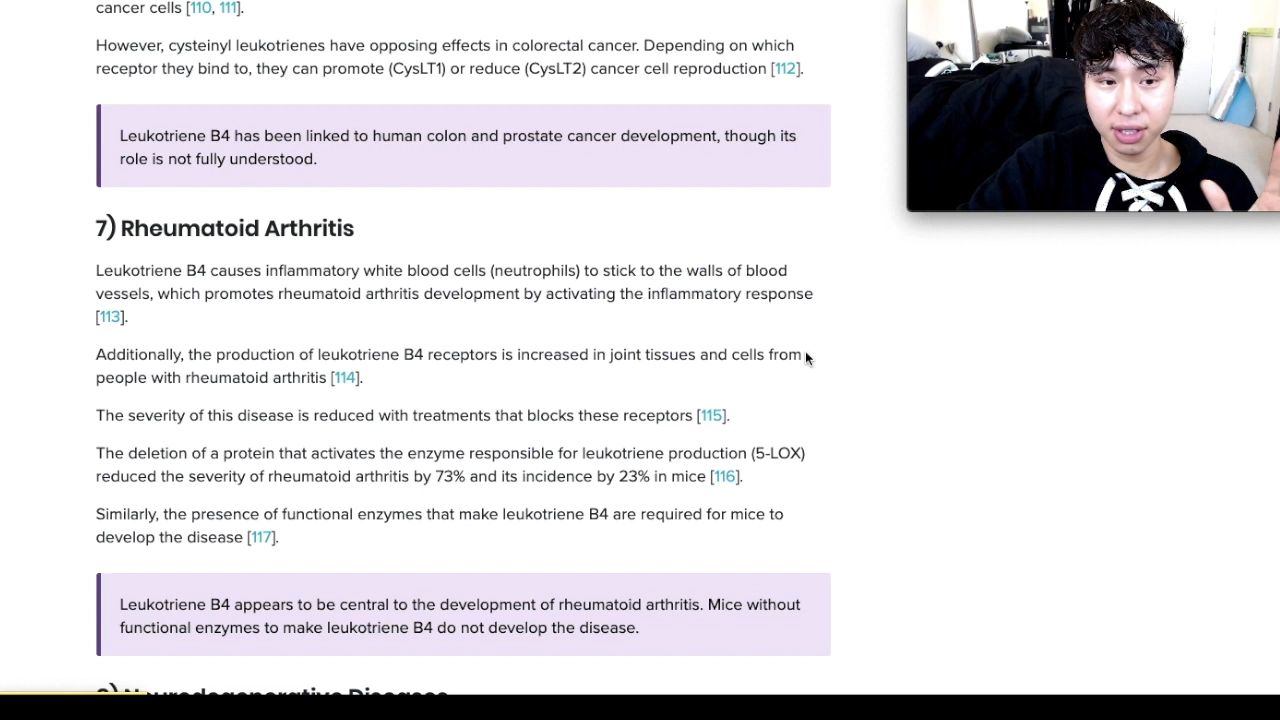 cancer cells [110, 111].
However, cysteinyl leukotrienes have opposing effects in colorectal cancer. Depending on which
receptor they bind to, they can promote (CysLT1) or reduce (CysLT2) cancer cell reproduction [112].
Leukotriene B4 has been linked to human colon and prostate cancer development, though its
role is not fully understood.
7) Rheumatoid Arthritis
Leukotriene B4 causes inflammatory white blood cells (neutrophils) to stick to the walls of blood
vessels, which promotes rheumatoid arthritis development by activating the inflammatory response
[113].
Additionally, the production of leukotriene B4 receptors is increased in joint tissues and cells from
people with rheumatoid arthritis [114].
The severity of this disease is reduced with treatments that blocks these receptors [115].
The deletion of a protein that activates the enzyme responsible for leukotriene production (5-LOX)
reduced the severity of rheumatoid arthritis by 73% and its incidence by 23% in mice [116].
Similarly, the presence of functional enzymes that make leukotriene B4 are required for mice to
develop the disease [117].
Leukotriene B4 appears to be central to the development of rheumatoid arthritis. Mice without
functional enzymes to make leukotriene B4 do not develop the disease.
8) Neurodegenerative Diseases